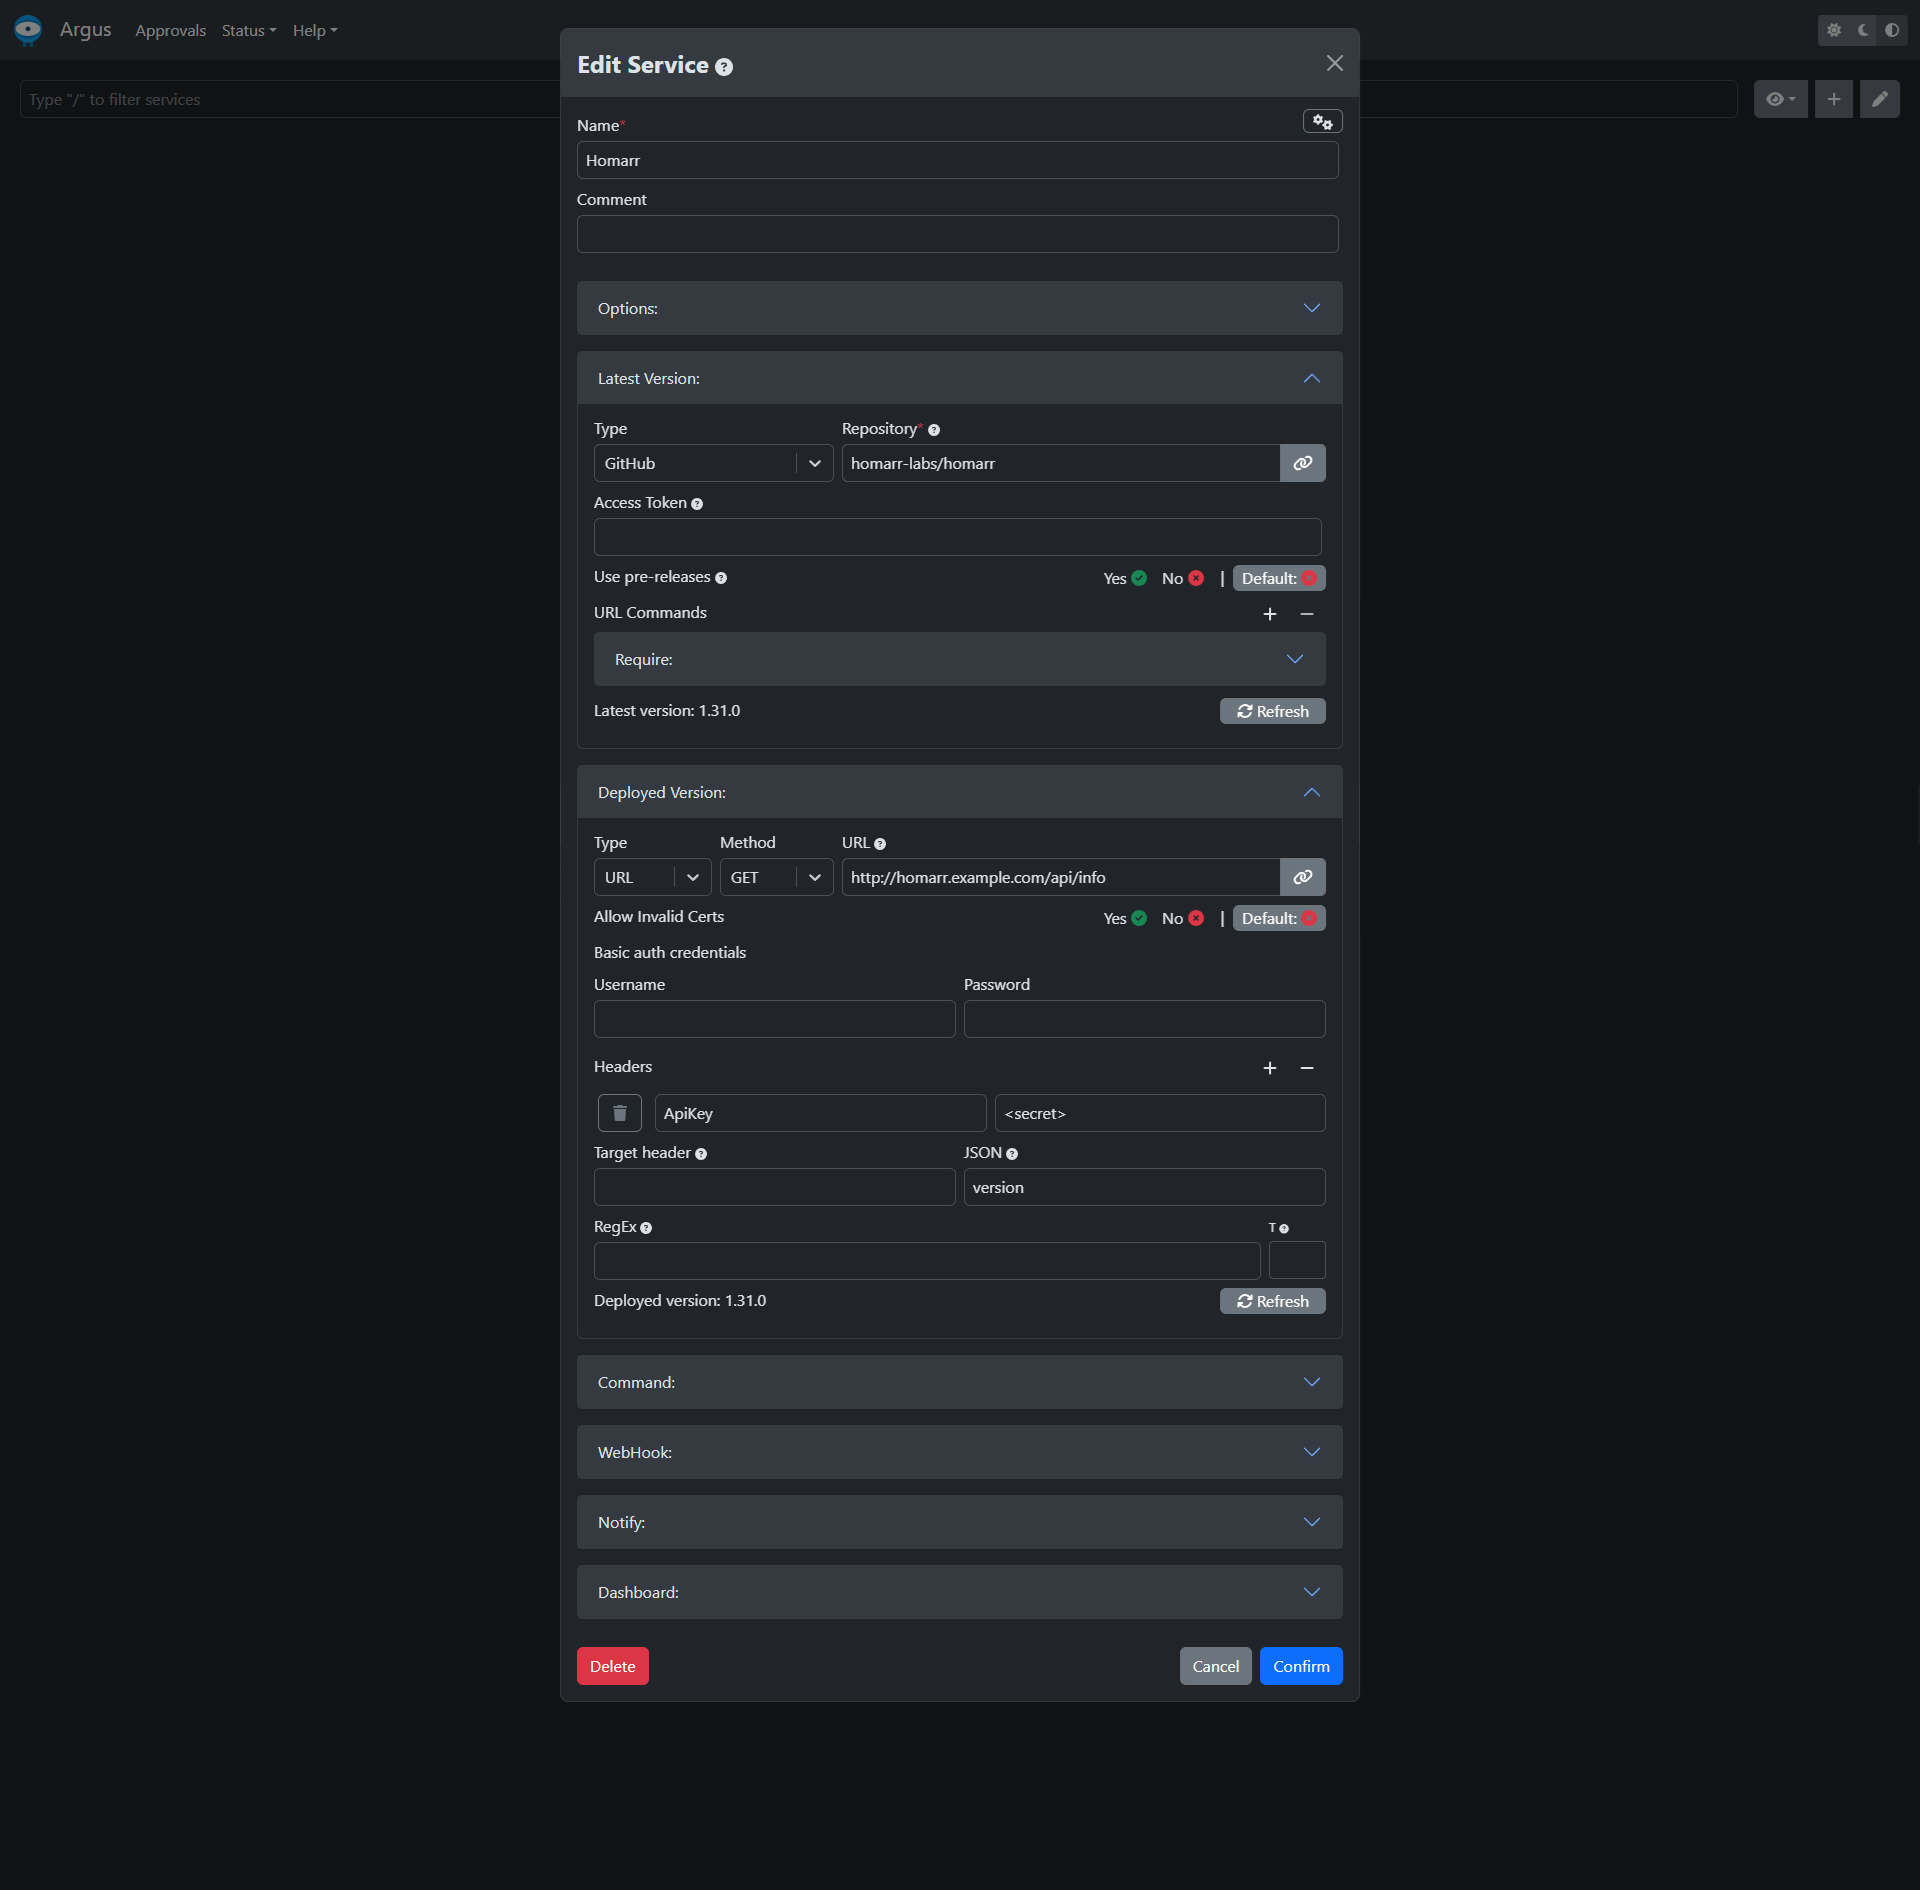 Argus Approvals Status Help
Type "/" to filter services
Edit Service
Name*
Homarr
Comment
Options:
Latest Version:
Type Repository*
GitHub homarr-labs/homarr
Access Token
Use pre-releases Yes No | Default:
URL Commands
Require:
Latest version: 1.31.0 Refresh
Deployed Version:
Type Method URL
URL GET http://homarr.example.com/api/info
Allow Invalid Certs Yes No | Default:
Basic auth credentials
Username Password
Headers
ApiKey <secret>
Target header JSON
version
RegEx T
Deployed version: 1.31.0 Refresh
Command:
WebHook:
Notify:
Dashboard:
Delete Cancel Confirm